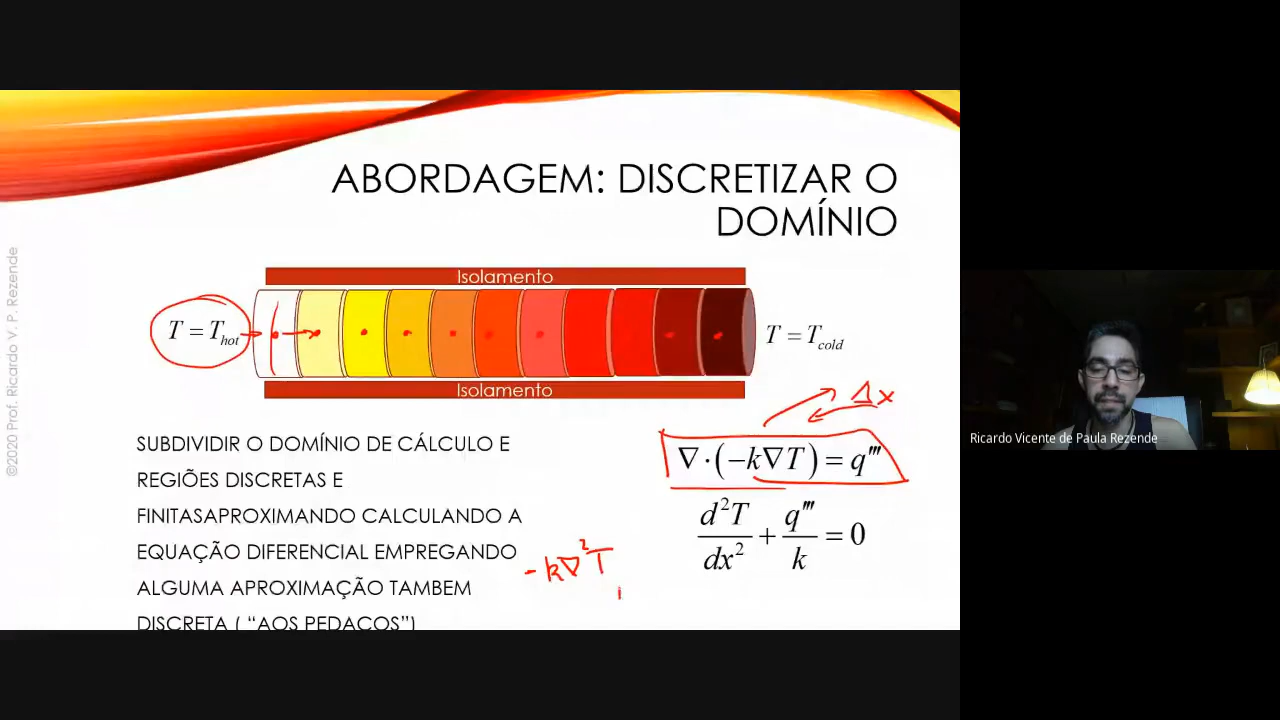 ABORDAGEM: DISCRETIZAR O
DOMÍNIO
Isolamento
T = T_hot
T = T_cold
Isolamento
Δx
SUBDIVIDIR O DOMÍNIO DE CÁLCULO E
REGIÕES DISCRETAS E
FINITASAPROXIMANDO CALCULANDO A
EQUAÇÃO DIFERENCIAL EMPREGANDO
ALGUMA APROXIMAÇÃO TAMBEM
DISCRETA ( “AOS PEDAÇOS”)
∇·(−k∇T) = q‴
d²T/dx² + q‴/k = 0
-k∇²T
©2020 Prof. Ricardo V. P. Rezende
Ricardo Vicente de Paula Rezende